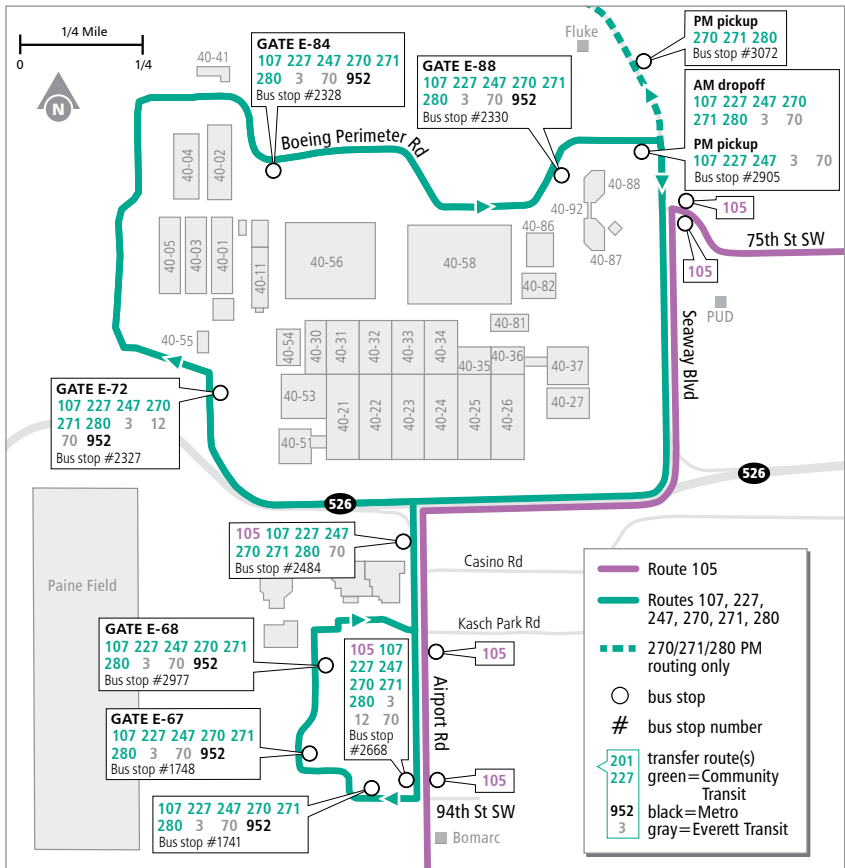 1/4 Mile
0 1/4
N
40-41
GATE E-84
107 227 247 270 271
280 3 70 952
Bus stop #2328
GATE E-88
107 227 247 270 271
280 3 70 952
Bus stop #2330
Fluke
PM pickup
270 271 280
Bus stop #3072
AM dropoff
107 227 247 270
271 280 3 70
PM pickup
107 227 247 3 70
Bus stop #2905
Boeing Perimeter Rd
40-04
40-02
40-88
40-92
40-86
40-87
105
105
75th St SW
40-05
40-03
40-01
40-11
40-56
40-58
40-82
PUD
Seaway Blvd
40-81
40-55
40-54
40-30
40-31
40-32
40-33
40-34
40-35
40-36
40-37
40-53
40-27
40-21
40-22
40-23
40-24
40-25
40-26
40-51
GATE E-72
107 227 247 270
271 280 3 12
70 952
Bus stop #2327
526
526
105 107 227 247
270 271 280 70
Bus stop #2484
Casino Rd
Paine Field
Kasch Park Rd
GATE E-68
107 227 247 270 271
280 3 70 952
Bus stop #2977
105 107
227 247
270 271
280 3
12 70
Bus stop
#2668
105
Airport Rd
GATE E-67
107 227 247 270 271
280 3 70 952
Bus stop #1748
105
107 227 247 270 271
280 3 70 952
Bus stop #1741
94th St SW
Bomarc
Route 105
Routes 107, 227,
247, 270, 271, 280
270/271/280 PM
routing only
bus stop
# bus stop number
201 transfer route(s)
227 green=Community
Transit
952 black=Metro
3 gray=Everett Transit